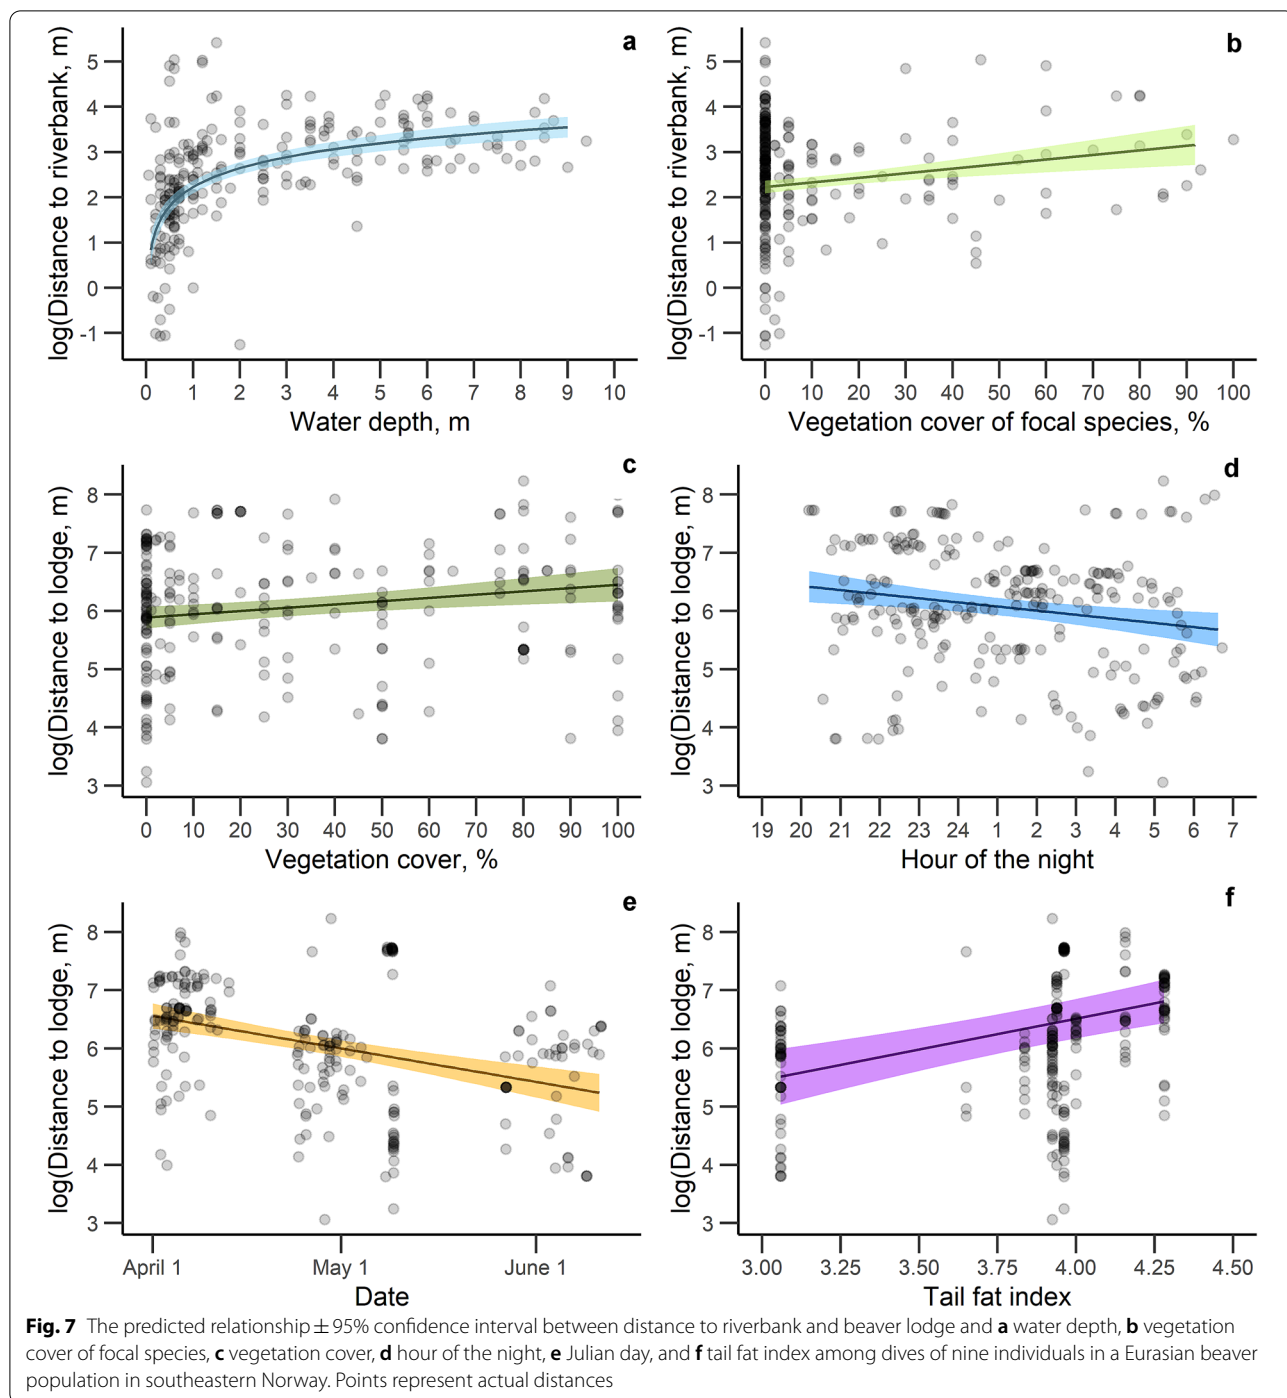 a
log(Distance to riverbank, m)
5
4
3
2
1
0
-1
0 1 2 3 4 5 6 7 8 9 10
Water depth, m
b
log(Distance to riverbank, m)
5
4
3
2
1
0
-1
0 10 20 30 40 50 60 70 80 90 100
Vegetation cover of focal species, %
c
log(Distance to lodge, m)
8
7
6
5
4
3
0 10 20 30 40 50 60 70 80 90 100
Vegetation cover, %
d
log(Distance to lodge, m)
8
7
6
5
4
3
19 20 21 22 23 24 1 2 3 4 5 6 7
Hour of the night
e
log(Distance to lodge, m)
8
7
6
5
4
3
April 1 May 1 June 1
Date
f
log(Distance to lodge, m)
8
7
6
5
4
3
3.00 3.25 3.50 3.75 4.00 4.25 4.50
Tail fat index
Fig. 7 The predicted relationship ± 95% confidence interval between distance to riverbank and beaver lodge and a water depth, b vegetation
cover of focal species, c vegetation cover, d hour of the night, e Julian day, and f tail fat index among dives of nine individuals in a Eurasian beaver
population in southeastern Norway. Points represent actual distances